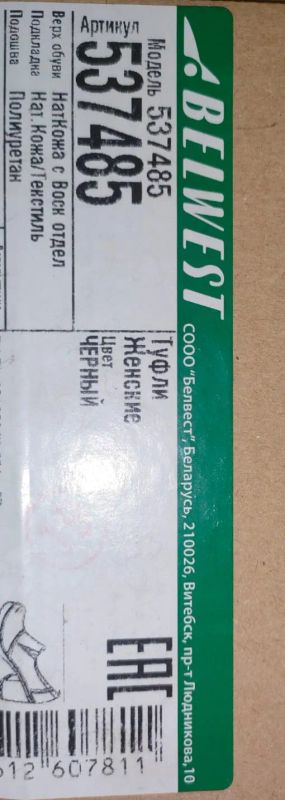 BELWEST
СООО "Белвест", Беларусь, 210026, Витебск, пр-т Людникова,10
Модель 537485
Артикул
537485
Туфли
Женские
Цвет
ЧЕРНЫЙ
Верх обуви НатКожа с Воск отдел
Подкладка Нат.Кожа/Текстиль
Подошва Полиуретан
EAC
612 607811